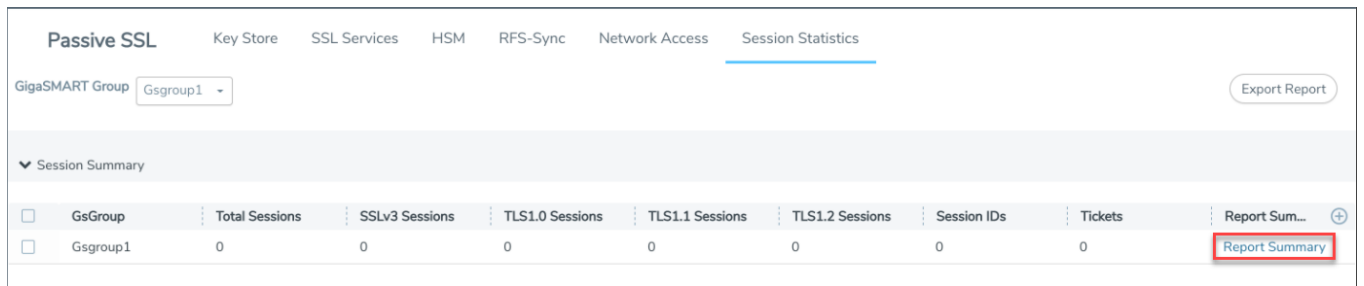 Passive SSL Key Store SSL Services HSM RFS-Sync Network Access Session Statistics
GigaSMART Group Gsgroup1 Export Report
Session Summary
GsGroup Total Sessions SSLv3 Sessions TLS1.0 Sessions TLS1.1 Sessions TLS1.2 Sessions Session IDs Tickets Report Sum...
Gsgroup1 0 0 0 0 0 0 0 Report Summary